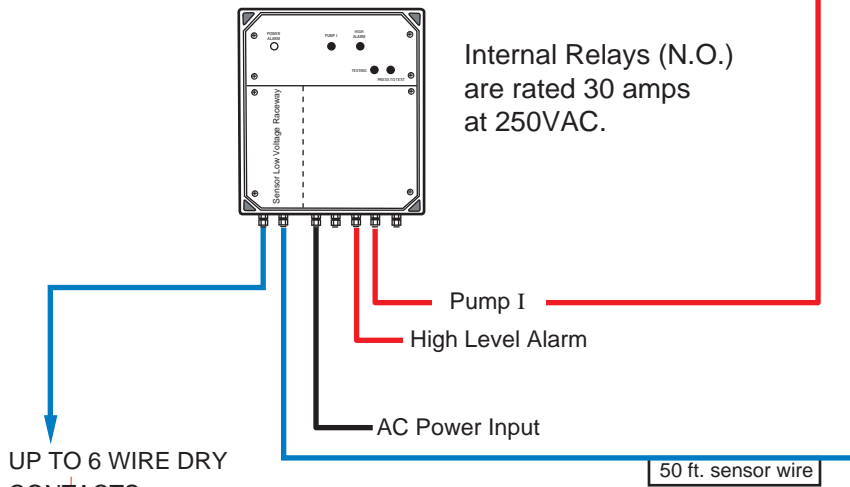 POWER
ALARM
PUMP I
HIGH
ALARM
TESTING
PRESS TO TEST
Sensor Low Voltage Raceway
Internal Relays (N.O.)
are rated 30 amps
at 250VAC.
Pump I
High Level Alarm
AC Power Input
50 ft. sensor wire
UP TO 6 WIRE DRY
CONTACTS